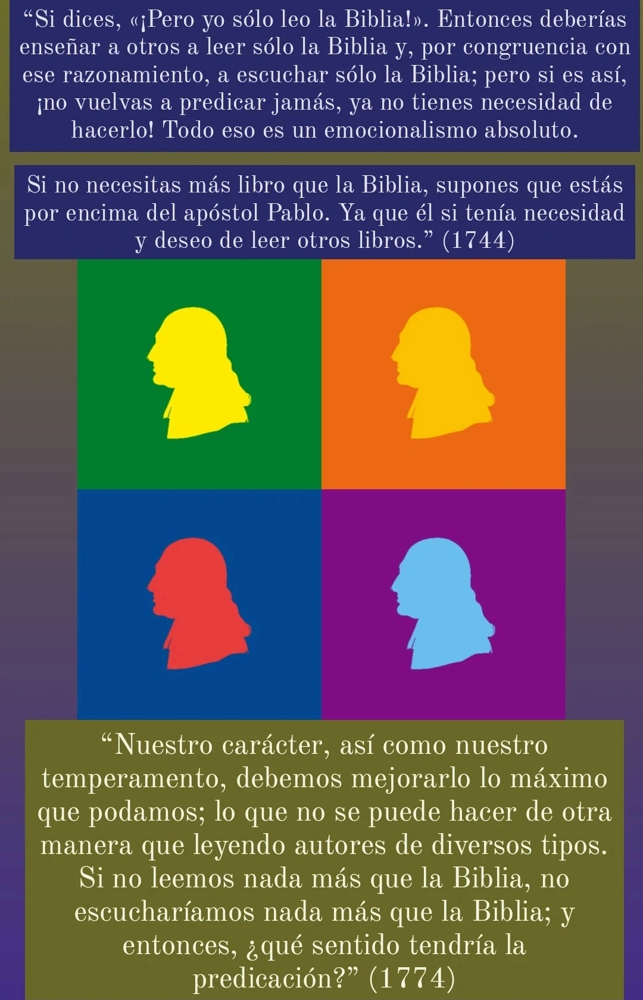 “Si dices, «¡Pero yo sólo leo la Biblia!». Entonces deberías
enseñar a otros a leer sólo la Biblia y, por congruencia con
ese razonamiento, a escuchar sólo la Biblia; pero si es así,
¡no vuelvas a predicar jamás, ya no tienes necesidad de
hacerlo! Todo eso es un emocionalismo absoluto.
Si no necesitas más libro que la Biblia, supones que estás
por encima del apóstol Pablo. Ya que él si tenía necesidad
y deseo de leer otros libros.” (1744)
“Nuestro carácter, así como nuestro
temperamento, debemos mejorarlo lo máximo
que podamos; lo que no se puede hacer de otra
manera que leyendo autores de diversos tipos.
Si no leemos nada más que la Biblia, no
escucharíamos nada más que la Biblia; y
entonces, ¿qué sentido tendría la
predicación?” (1774)